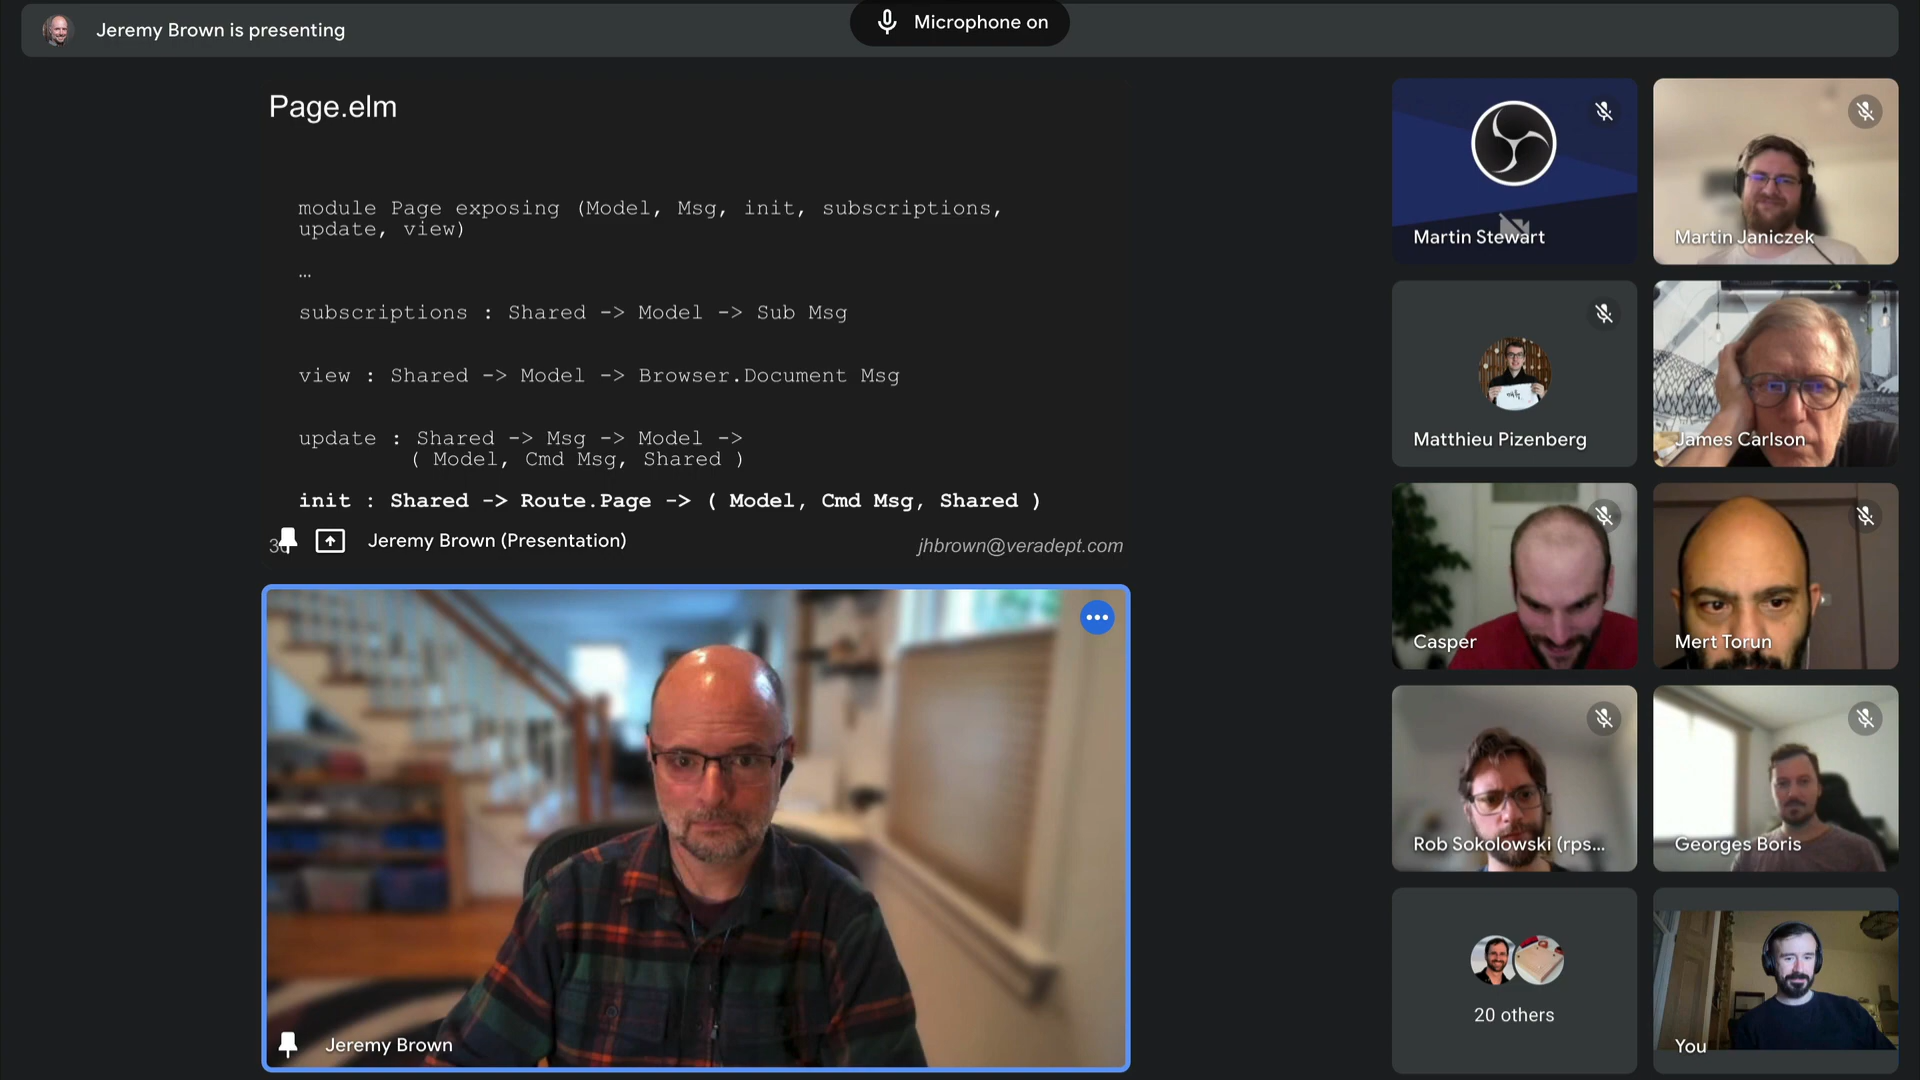 Jeremy Brown is presenting
Microphone on
Page.elm
module Page exposing (Model, Msg, init, subscriptions,
update, view)
…
subscriptions : Shared -> Model -> Sub Msg
view : Shared -> Model -> Browser.Document Msg
update : Shared -> Msg -> Model ->
( Model, Cmd Msg, Shared )
init : Shared -> Route.Page -> ( Model, Cmd Msg, Shared )
Jeremy Brown (Presentation)
jhbrown@veradept.com
Jeremy Brown
Martin Stewart
Martin Janiczek
Matthieu Pizenberg
James Carlson
Casper
Mert Torun
Rob Sokolowski (rps...
Georges Boris
20 others
You